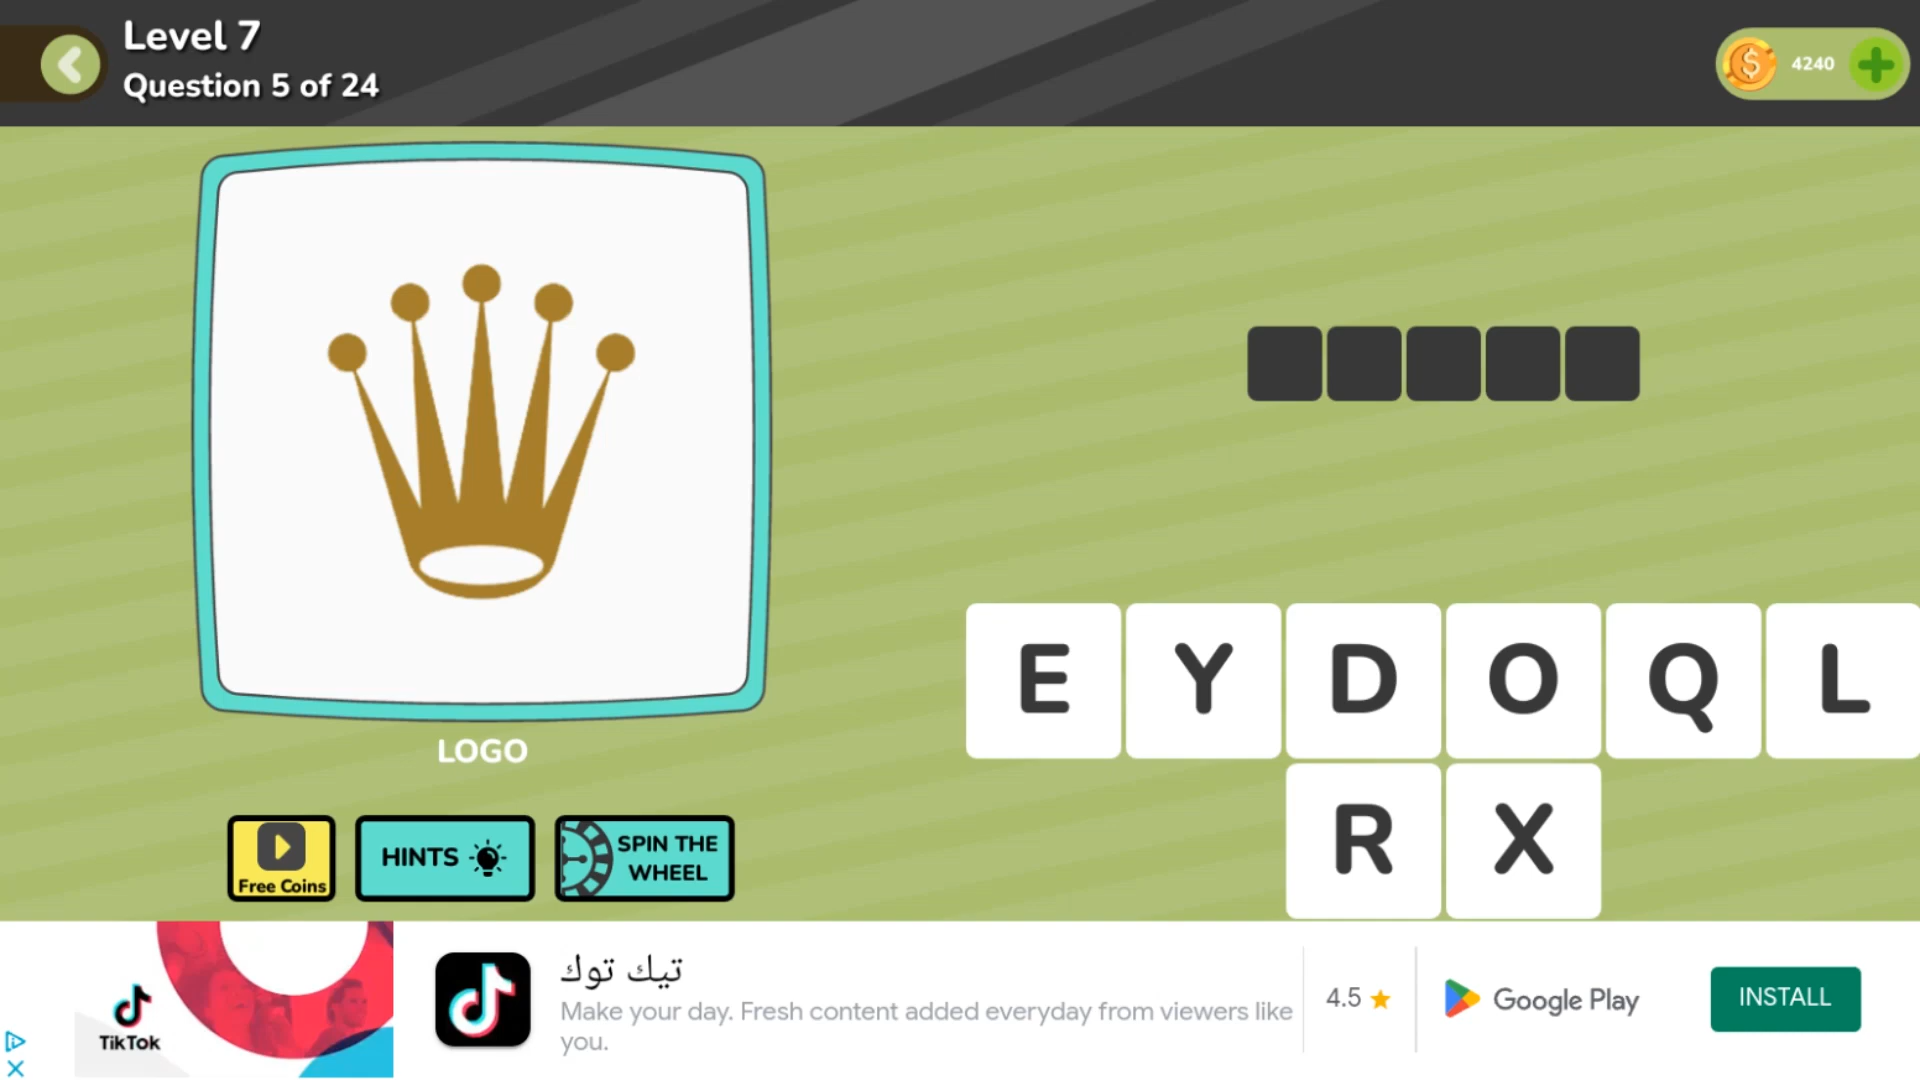 Level 7
Question 5 of 24
4240
LOGO
E Y D O Q L
R X
Free Coins
HINTS
SPIN THE
WHEEL
TikTok
تيك توك
Make your day. Fresh content added everyday from viewers like
you.
4.5
Google Play
INSTALL